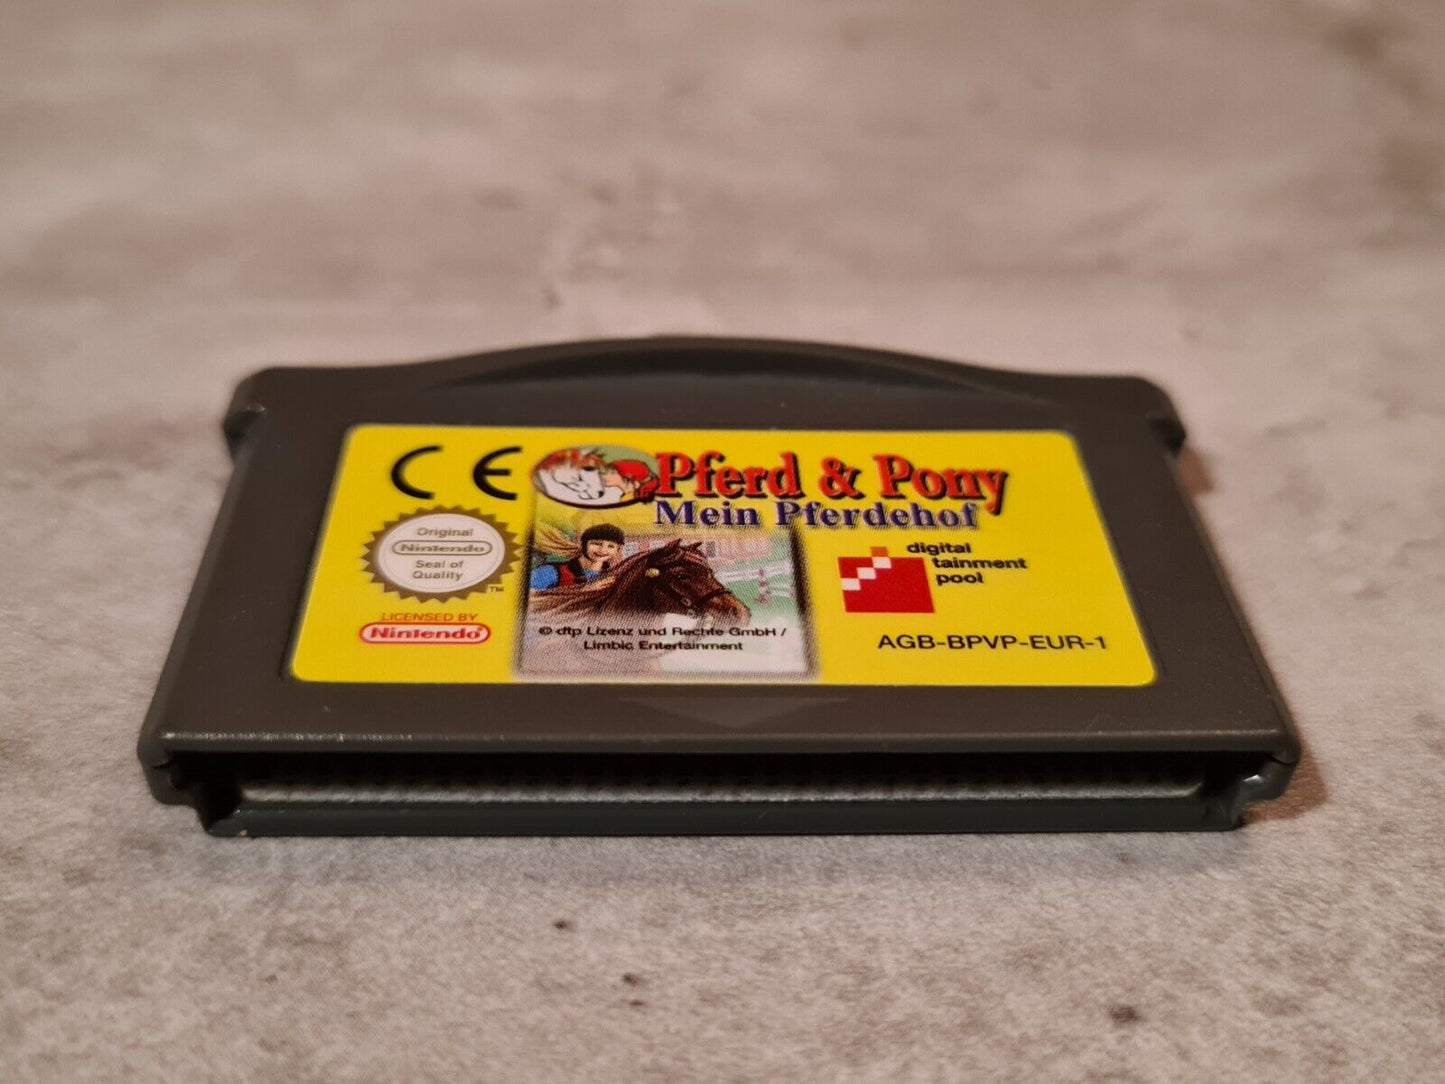 CE
Pferd & Pony
Mein Pferdehof
Original
Nintendo
Seal of
Quality
TM
LICENSED BY
Nintendo
digital
tainment
pool
© dtp Lizenz und Rechte GmbH /
Limbic Entertainment
AGB-BPVP-EUR-1